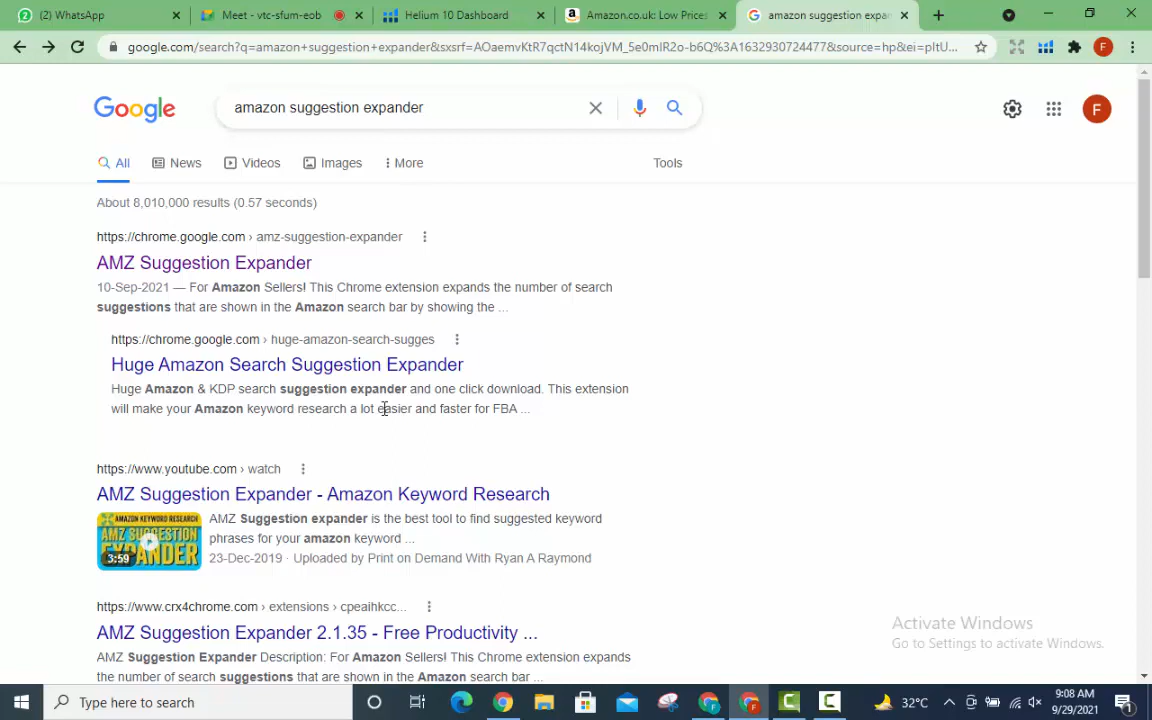 (2) WhatsApp
Meet - vtc-sfum-eob
Helium 10 Dashboard
Amazon.co.uk: Low Prices
amazon suggestion expan
google.com/search?q=amazon+suggestion+expander&sxsrf=AOaemvKtR7qctN14kojVM_5e0mIR2o-b6Q%3A1632930724477&source=hp&ei=pItU...
F
Google
amazon suggestion expander
F
All
News
Videos
Images
More
Tools
About 8,010,000 results (0.57 seconds)
https://chrome.google.com › amz-suggestion-expander
AMZ Suggestion Expander
10-Sep-2021 — For Amazon Sellers! This Chrome extension expands the number of search
suggestions that are shown in the Amazon search bar by showing the ...
https://chrome.google.com › huge-amazon-search-sugges
Huge Amazon Search Suggestion Expander
Huge Amazon & KDP search suggestion expander and one click download. This extension
will make your Amazon keyword research a lot easier and faster for FBA ...
https://www.youtube.com › watch
AMZ Suggestion Expander - Amazon Keyword Research
AMAZON KEYWORD RESEARCH
AMZ
SUGGESTION
EXPANDER
3:59
AMZ Suggestion expander is the best tool to find suggested keyword
phrases for your amazon keyword ...
23-Dec-2019 · Uploaded by Print on Demand With Ryan A Raymond
https://www.crx4chrome.com › extensions › cpeaihkcc...
AMZ Suggestion Expander 2.1.35 - Free Productivity ...
AMZ Suggestion Expander Description: For Amazon Sellers! This Chrome extension expands
the number of search suggestions that are shown in the Amazon search bar ...
Activate Windows
Go to Settings to activate Windows.
Type here to search
32°C
9:08 AM
9/29/2021
1